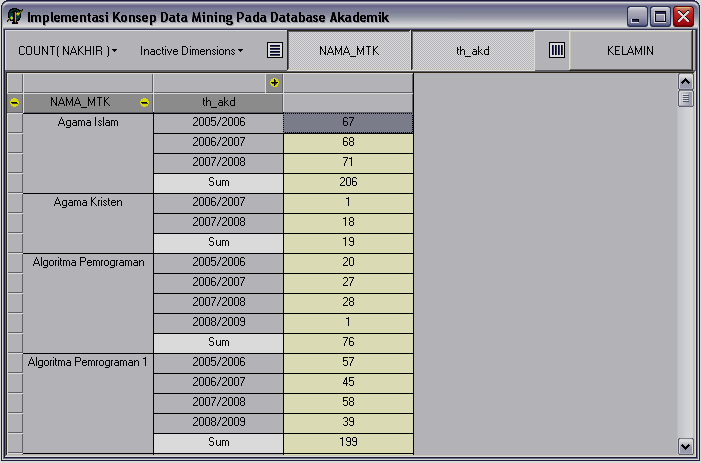 Implementasi Konsep Data Mining Pada Database Akademik
COUNT( NAKHIR ) Inactive Dimensions NAMA_MTK th_akd KELAMIN
NAMA_MTK th_akd
Agama Islam 2005/2006 67
2006/2007 68
2007/2008 71
Sum 206
Agama Kristen 2006/2007 1
2007/2008 18
Sum 19
Algoritma Pemrograman 2005/2006 20
2006/2007 27
2007/2008 28
2008/2009 1
Sum 76
Algoritma Pemrograman 1 2005/2006 57
2006/2007 45
2007/2008 58
2008/2009 39
Sum 199